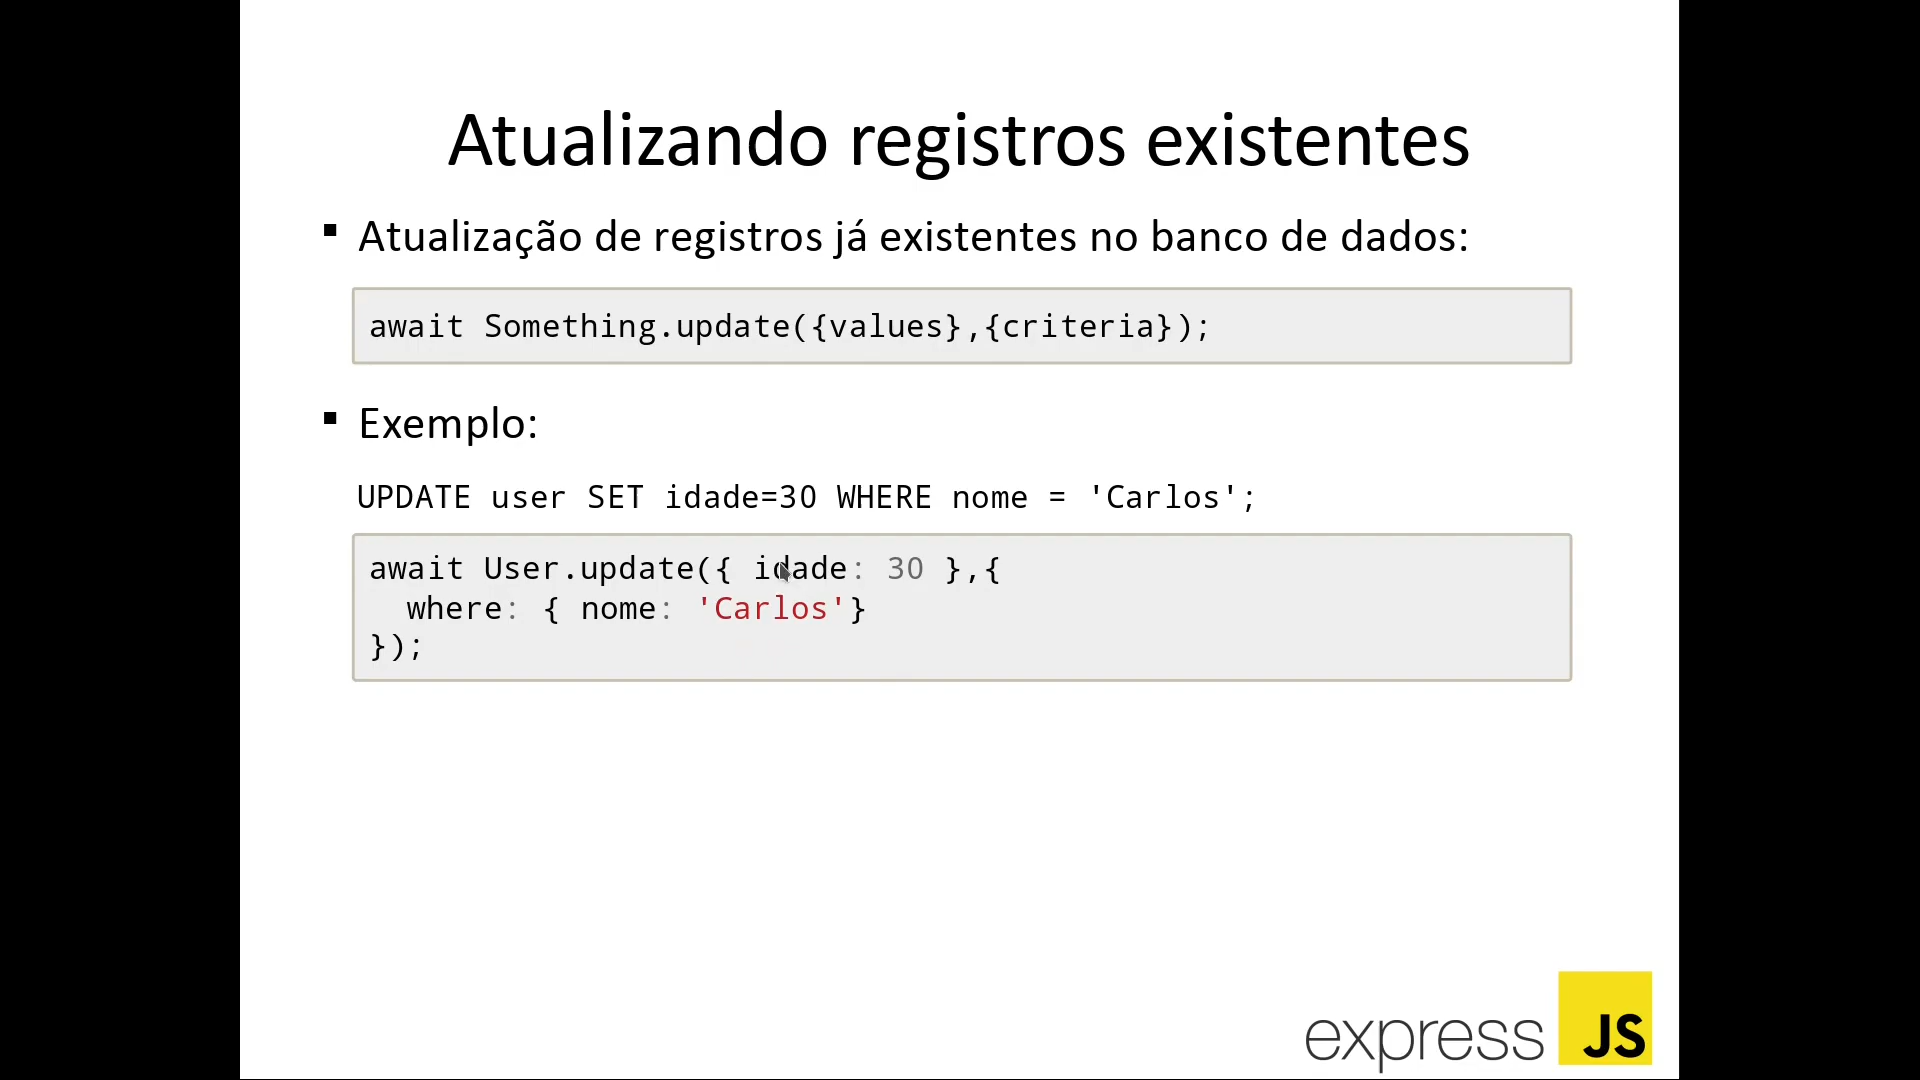 Atualizando registros existentes
▪ Atualização de registros já existentes no banco de dados:
await Something.update({values},{criteria});
▪ Exemplo:
UPDATE user SET idade=30 WHERE nome = 'Carlos';
await User.update({ idade: 30 },{
  where: { nome: 'Carlos'}
});
express JS